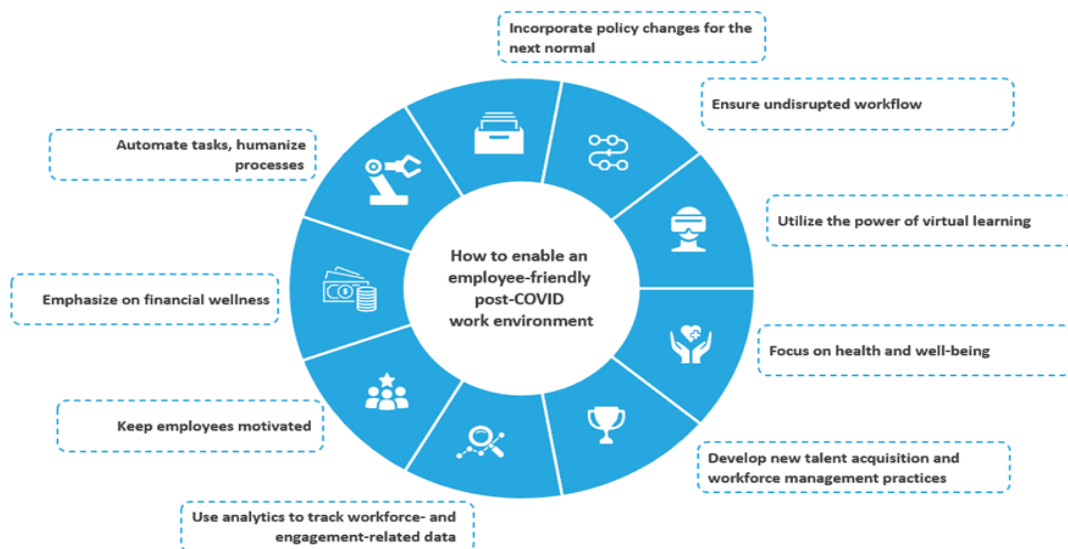 Incorporate policy changes for the
next normal
Ensure undisrupted workflow
Automate tasks, humanize
processes
Utilize the power of virtual learning
How to enable an
employee-friendly
post-COVID
work environment
Emphasize on financial wellness
Focus on health and well-being
Keep employees motivated
Develop new talent acquisition and
workforce management practices
Use analytics to track workforce- and
engagement-related data